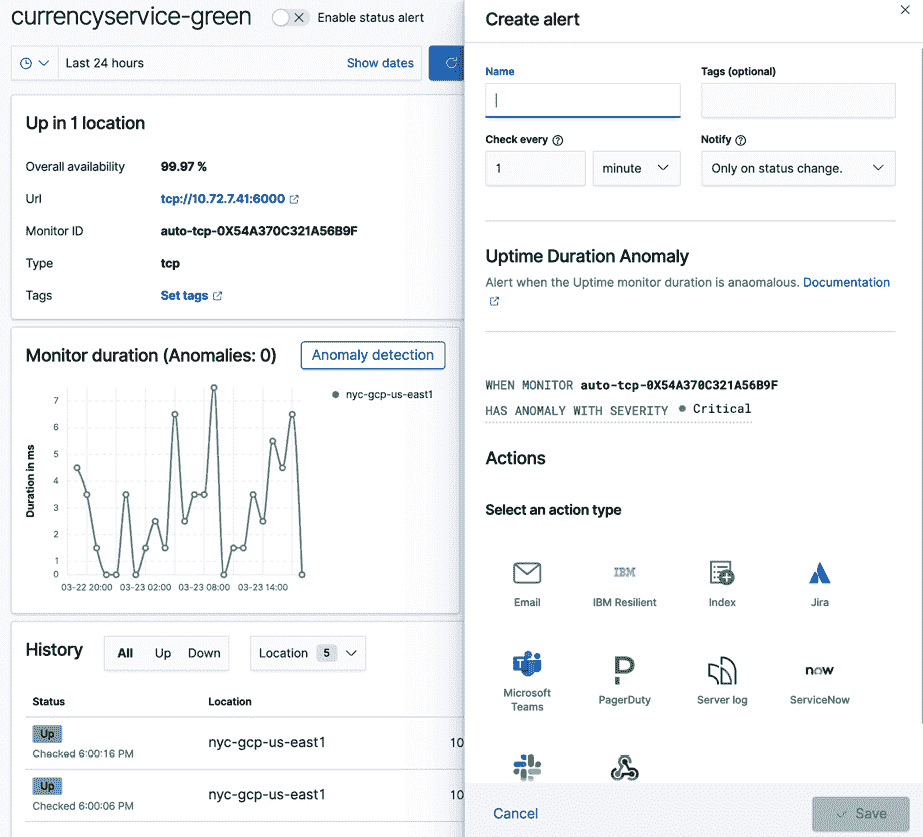 currencyservice-green
Enable status alert
Last 24 hours
Show dates
Up in 1 location
Overall availability
99.97 %
Url
tcp://10.72.7.41:6000
Monitor ID
auto-tcp-0X54A370C321A56B9F
Type
tcp
Tags
Set tags
Monitor duration (Anomalies: 0)
Anomaly detection
nyc-gcp-us-east1
Duration in ms
7
6
5
4
3
2
1
0
03-22 20:00
03-23 02:00
03-23 08:00
03-23 14:00
History
All
Up
Down
Location
5
Status
Location
Up
Checked 6:00:16 PM
nyc-gcp-us-east1
10
Up
Checked 6:00:06 PM
nyc-gcp-us-east1
10
Create alert
Name
Tags (optional)
Check every
Notify
1
minute
Only on status change.
Uptime Duration Anomaly
Alert when the Uptime monitor duration is anaomalous. Documentation
WHEN MONITOR auto-tcp-0X54A370C321A56B9F
HAS ANOMALY WITH SEVERITY Critical
Actions
Select an action type
Email
IBM
IBM Resilient
Index
Jira
Microsoft
Teams
PagerDuty
Server log
now
ServiceNow
Cancel
Save